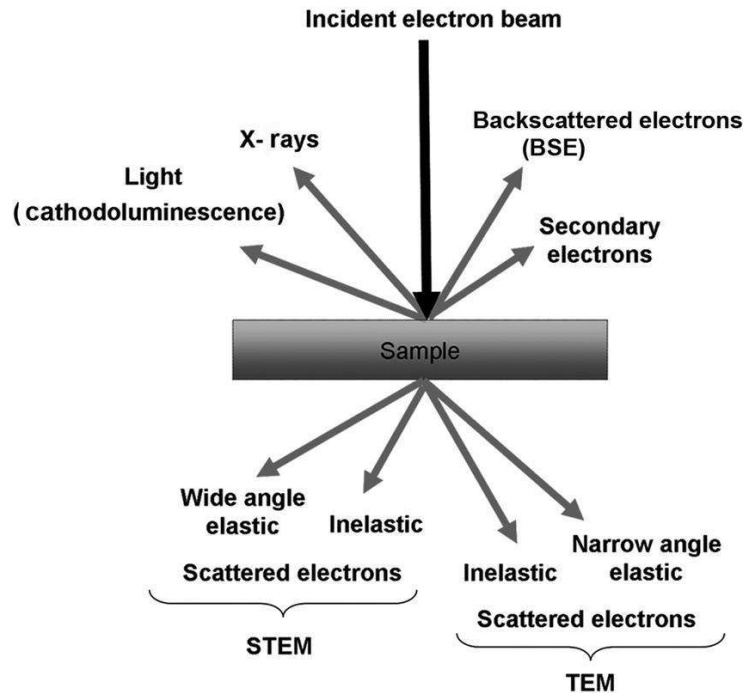 Incident electron beam
X- rays
Backscattered electrons
(BSE)
Light
(cathodoluminescence)
Secondary
electrons
Sample
Wide angle
elastic
Inelastic
Scattered electrons
STEM
Inelastic
Narrow angle
elastic
Scattered electrons
TEM